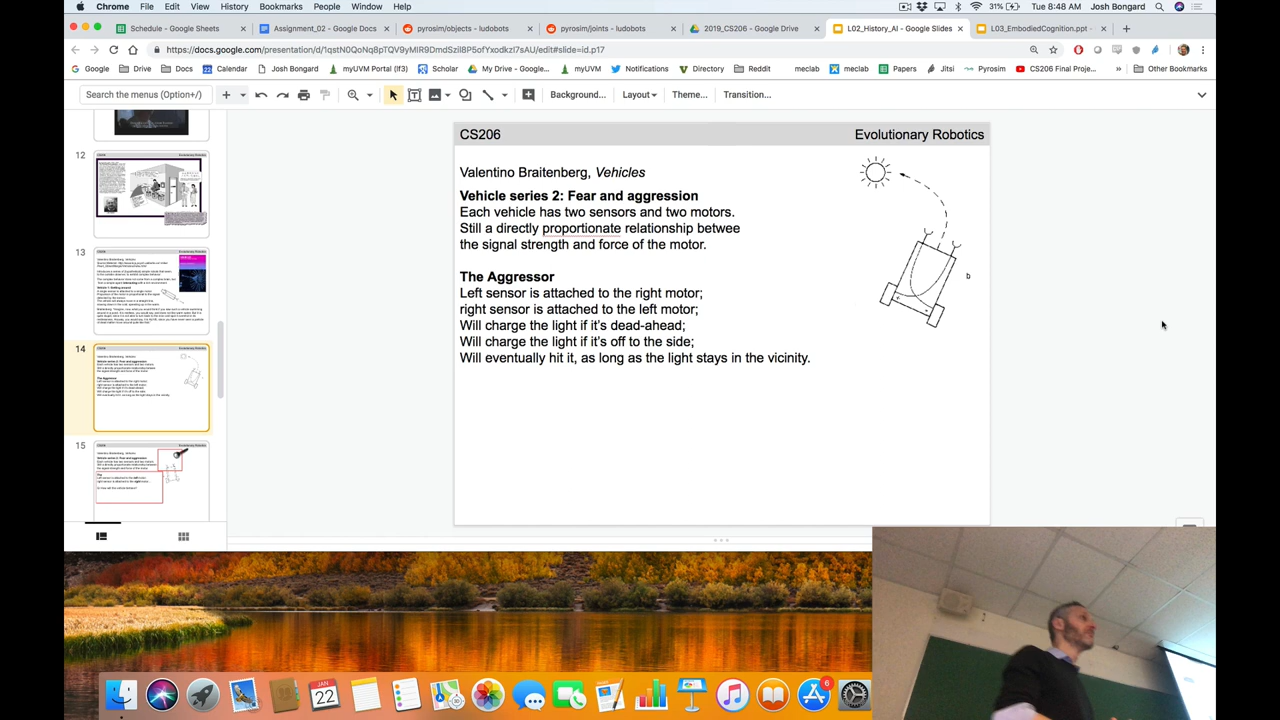 Chrome File Edit View History Bookmarks People Window Help 31% Tue 8:48 AM Josh Bongard
Schedule - Google Sheets Assignment_02 - Google Docs pyrosim/objects - ludobots pyrosim/joints - ludobots 2019_CS206 - Google Drive L02_History_AI - Google Slides L03_EmbodiedCognition.ppt -
https://docs.google.com/presentation/d/1qstN0QoNq8pTQV9yMIR9DmdSzil8P5ofYxodkr7sAU/edit#slide=id.p17
Google Drive Docs Calendar Josh Bongard myUVM Portal (If3) Scholar My Drive - Google... myUVM Notifications Directory Reddit meclab meclab Papers Jitsi Pyrosim CS206 Final Proje... » Other Bookmarks
Search the menus (Option+/) Background... Layout Theme... Transition...
12
13
14
15
CS206 Evolutionary Robotics
Valentino Braitenberg, Vehicles
Vehicle series 2: Fear and aggression
Each vehicle has two sensors and two motors.
Still a directly proportionate relationship betwee
the signal strength and force of the motor.
The Aggressor
Left sensor is attached to the right motor;
right sensor is attached to the left motor;
Will charge the light if it's dead-ahead;
Will charge the light if it's off to the side;
Will eventually hit it, as long as the light stays in the vicinity.
b
JAN
6